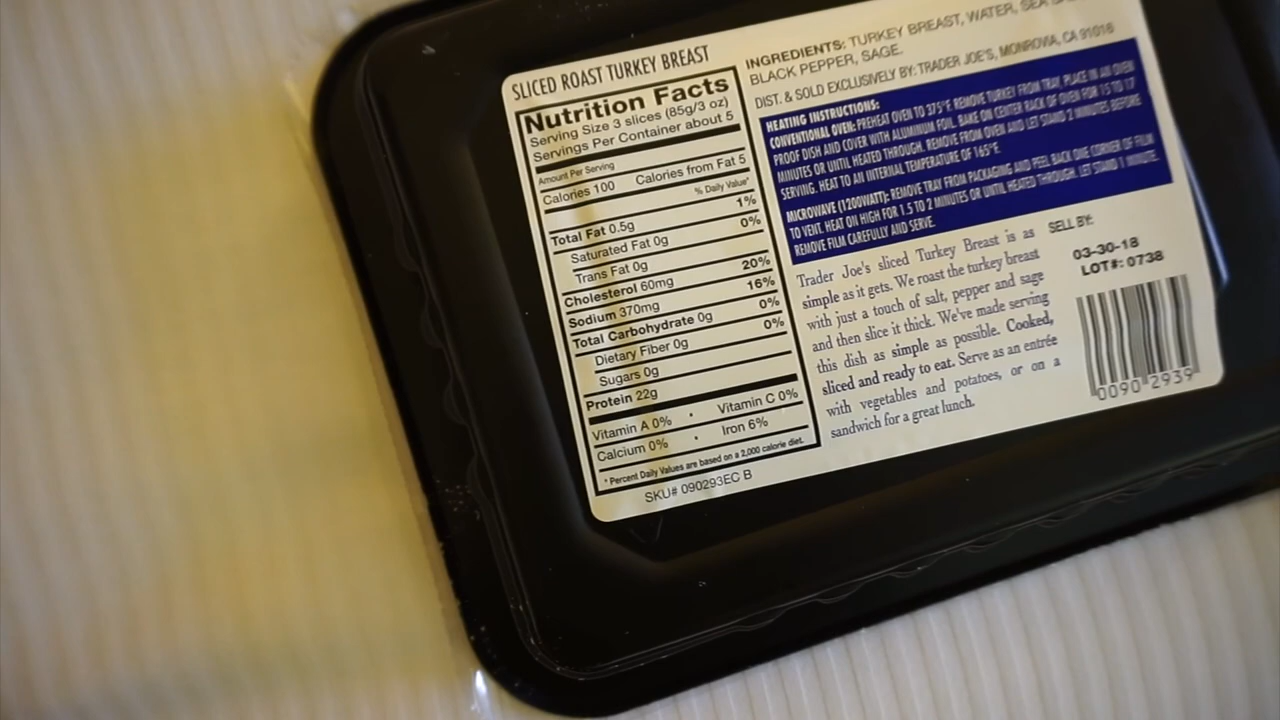 SLICED ROAST TURKEY BREAST
Nutrition Facts
Serving Size 3 slices (85g/3 oz)
Servings Per Container about 5
Amount Per Serving
Calories 100 Calories from Fat 5
% Daily Value*
Total Fat 0.5g 1%
Saturated Fat 0g 0%
Trans Fat 0g
Cholesterol 60mg 20%
Sodium 370mg 16%
Total Carbohydrate 0g 0%
Dietary Fiber 0g 0%
Sugars 0g
Protein 22g
Vitamin A 0% • Vitamin C 0%
Calcium 0% • Iron 6%
* Percent Daily Values are based on a 2,000 calorie diet.
SKU# 090293EC B
INGREDIENTS: TURKEY BREAST, WATER, SEA
BLACK PEPPER, SAGE.
DIST. & SOLD EXCLUSIVELY BY: TRADER JOE'S, MONROVIA, CA 91016
HEATING INSTRUCTIONS:
CONVENTIONAL OVEN: PREHEAT OVEN TO 375°F. REMOVE TURKEY FROM TRAY, PLACE IN AN OVEN
PROOF DISH AND COVER WITH ALUMINUM FOIL. BAKE ON CENTER RACK OF OVEN FOR 15 TO 17
MINUTES OR UNTIL HEATED THROUGH. REMOVE FROM OVEN AND LET STAND 2 MINUTES BEFORE
SERVING. HEAT TO AN INTERNAL TEMPERATURE OF 165°F.
MICROWAVE (1200WATT): REMOVE TRAY FROM PACKAGING AND PEEL BACK ONE CORNER OF FILM
TO VENT. HEAT ON HIGH FOR 1.5 TO 2 MINUTES OR UNTIL HEATED THROUGH. LET STAND 1 MINUTE.
REMOVE FILM CAREFULLY AND SERVE.
Trader Joe's sliced Turkey Breast is as
simple as it gets. We roast the turkey breast
with just a touch of salt, pepper and sage
and then slice it thick. We've made serving
this dish as simple as possible. Cooked,
sliced and ready to eat. Serve as an entrée
with vegetables and potatoes, or on a
sandwich for a great lunch.
SELL BY:
03-30-18
LOT#: 0738
0090 2939